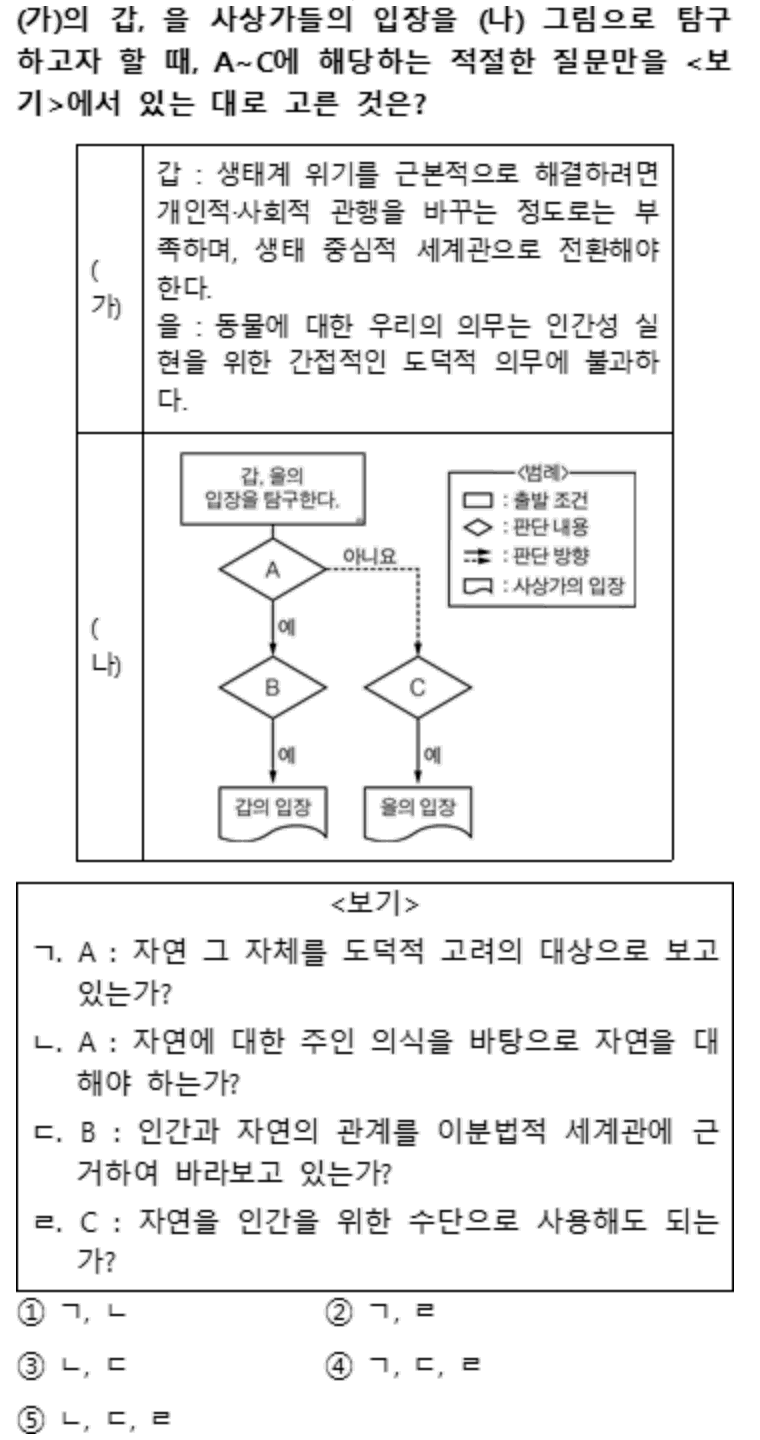 (가)의 갑, 을 사상가들의 입장을 (나) 그림으로 탐구
하고자 할 때, A~C에 해당하는 적절한 질문만을 <보
기>에서 있는 대로 고른 것은?
(
가)
갑 : 생태계 위기를 근본적으로 해결하려면
개인적·사회적 관행을 바꾸는 정도로는 부
족하며, 생태 중심적 세계관으로 전환해야
한다.
을 : 동물에 대한 우리의 의무는 인간성 실
현을 위한 간접적인 도덕적 의무에 불과하
다.
(
나)
갑, 을의
입장을 탐구한다.
<범례>
: 출발 조건
: 판단 내용
: 판단 방향
: 사상가의 입장
A
아니요
예
B
C
예
예
갑의 입장
을의 입장
<보기>
ㄱ. A : 자연 그 자체를 도덕적 고려의 대상으로 보고
있는가?
ㄴ. A : 자연에 대한 주인 의식을 바탕으로 자연을 대
해야 하는가?
ㄷ. B : 인간과 자연의 관계를 이분법적 세계관에 근
거하여 바라보고 있는가?
ㄹ. C : 자연을 인간을 위한 수단으로 사용해도 되는
가?
① ㄱ, ㄴ ② ㄱ, ㄹ
③ ㄴ, ㄷ ④ ㄱ, ㄷ, ㄹ
⑤ ㄴ, ㄷ, ㄹ